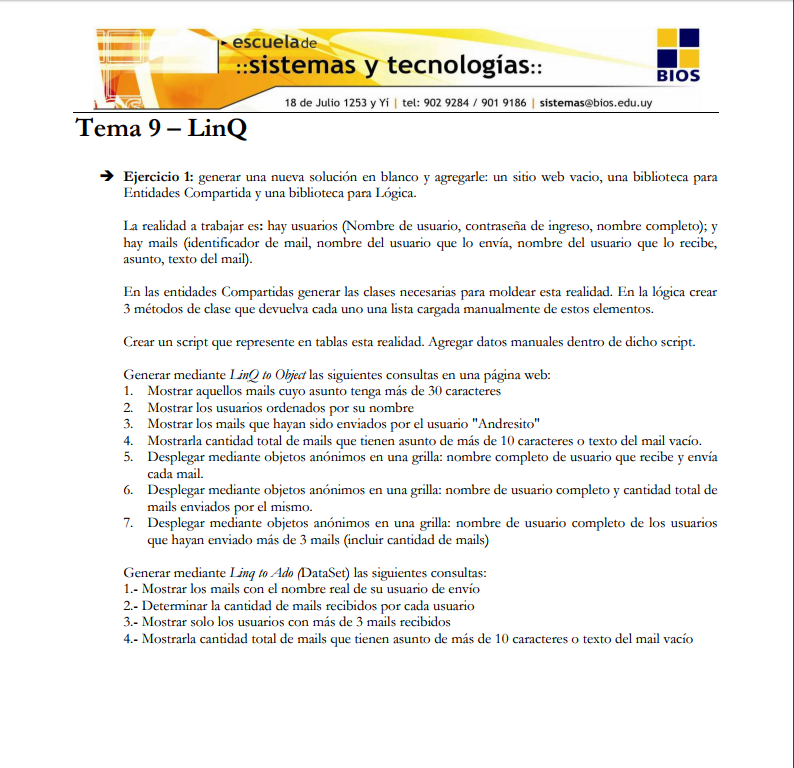 escuelade
::sistemas y tecnologías::
BIOS
18 de Julio 1253 y Yí | tel: 902 9284 / 901 9186 | sistemas@bios.edu.uy
Tema 9 – LinQ
➔ Ejercicio 1: generar una nueva solución en blanco y agregarle: un sitio web vacio, una biblioteca para
Entidades Compartida y una biblioteca para Lógica.
La realidad a trabajar es: hay usuarios (Nombre de usuario, contraseña de ingreso, nombre completo); y
hay mails (identificador de mail, nombre del usuario que lo envía, nombre del usuario que lo recibe,
asunto, texto del mail).
En las entidades Compartidas generar las clases necesarias para moldear esta realidad. En la lógica crear
3 métodos de clase que devuelva cada uno una lista cargada manualmente de estos elementos.
Crear un script que represente en tablas esta realidad. Agregar datos manuales dentro de dicho script.
Generar mediante LinQ to Object las siguientes consultas en una página web:
1. Mostrar aquellos mails cuyo asunto tenga más de 30 caracteres
2. Mostrar los usuarios ordenados por su nombre
3. Mostrar los mails que hayan sido enviados por el usuario "Andresito"
4. Mostrarla cantidad total de mails que tienen asunto de más de 10 caracteres o texto del mail vacío.
5. Desplegar mediante objetos anónimos en una grilla: nombre completo de usuario que recibe y envía
cada mail.
6. Desplegar mediante objetos anónimos en una grilla: nombre de usuario completo y cantidad total de
mails enviados por el mismo.
7. Desplegar mediante objetos anónimos en una grilla: nombre de usuario completo de los usuarios
que hayan enviado más de 3 mails (incluir cantidad de mails)
Generar mediante Linq to Ado (DataSet) las siguientes consultas:
1.- Mostrar los mails con el nombre real de su usuario de envío
2.- Determinar la cantidad de mails recibidos por cada usuario
3.- Mostrar solo los usuarios con más de 3 mails recibidos
4.- Mostrarla cantidad total de mails que tienen asunto de más de 10 caracteres o texto del mail vacío